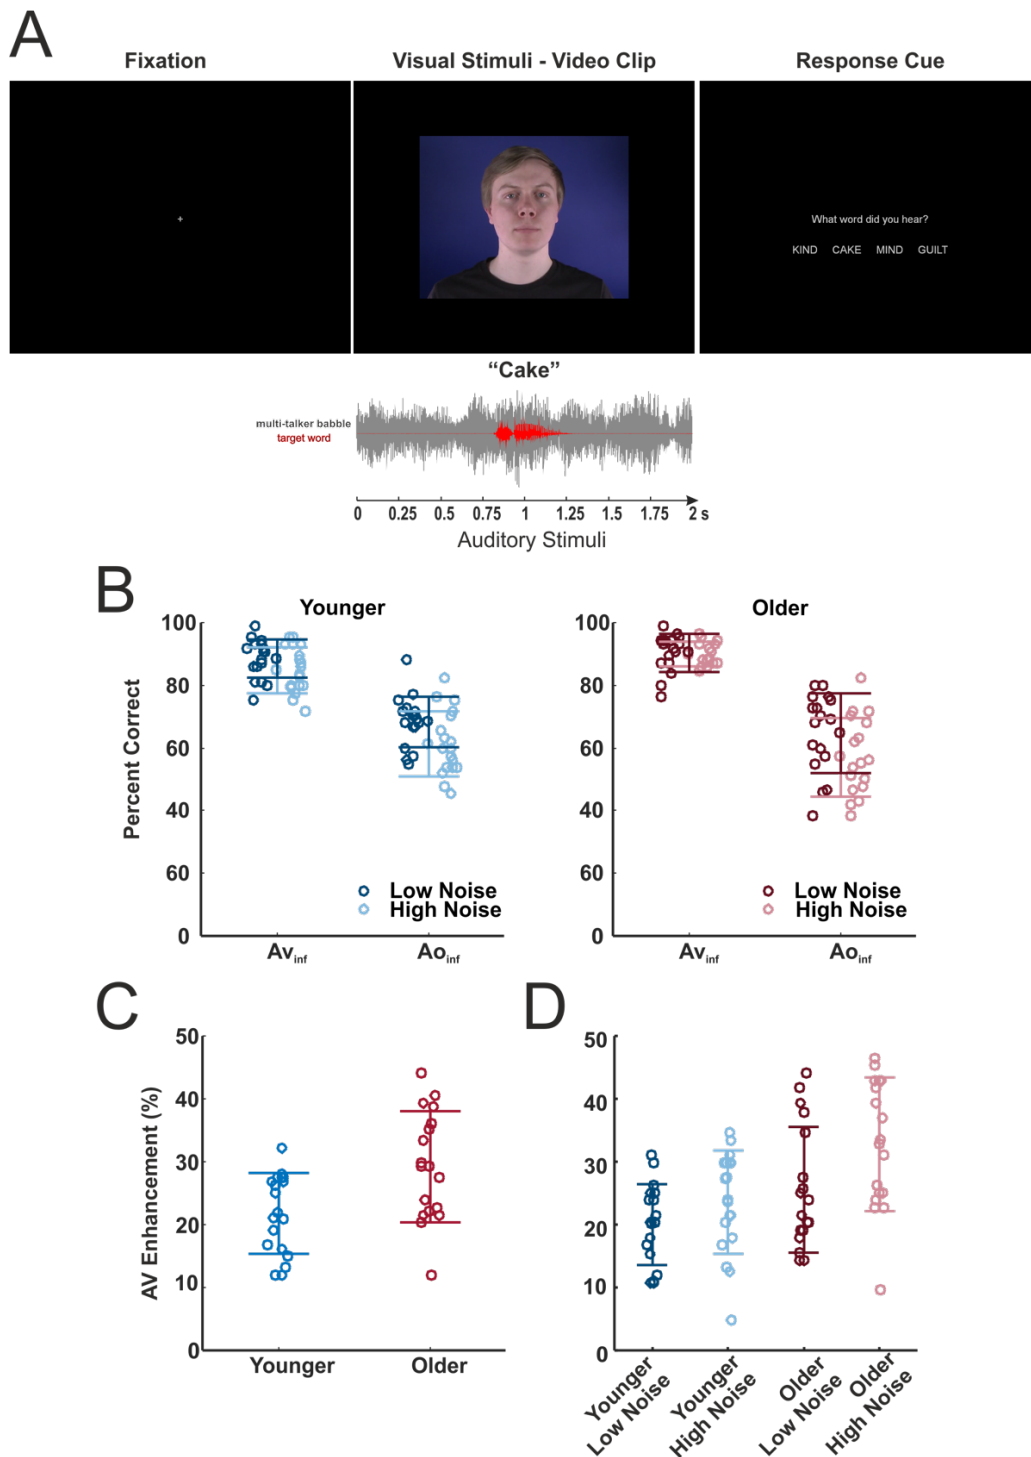 A
Fixation
Visual Stimuli - Video Clip
Response Cue
+
What word did you hear?
KIND CAKE MIND GUILT
“Cake”
multi-talker babble
target word
0 0.25 0.5 0.75 1 1.25 1.5 1.75 2 s
Auditory Stimuli
B
Younger
Percent Correct
100
80
60
40
60
0
Low Noise
High Noise
Av inf
Ao inf
Older
100
80
60
40
60
0
Low Noise
High Noise
Av inf
Ao inf
C
AV Enhancement (%)
50
40
30
20
10
0
Younger
Older
D
50
40
30
20
10
0
Younger
Low Noise
Younger
High Noise
Older
Low Noise
Older
High Noise